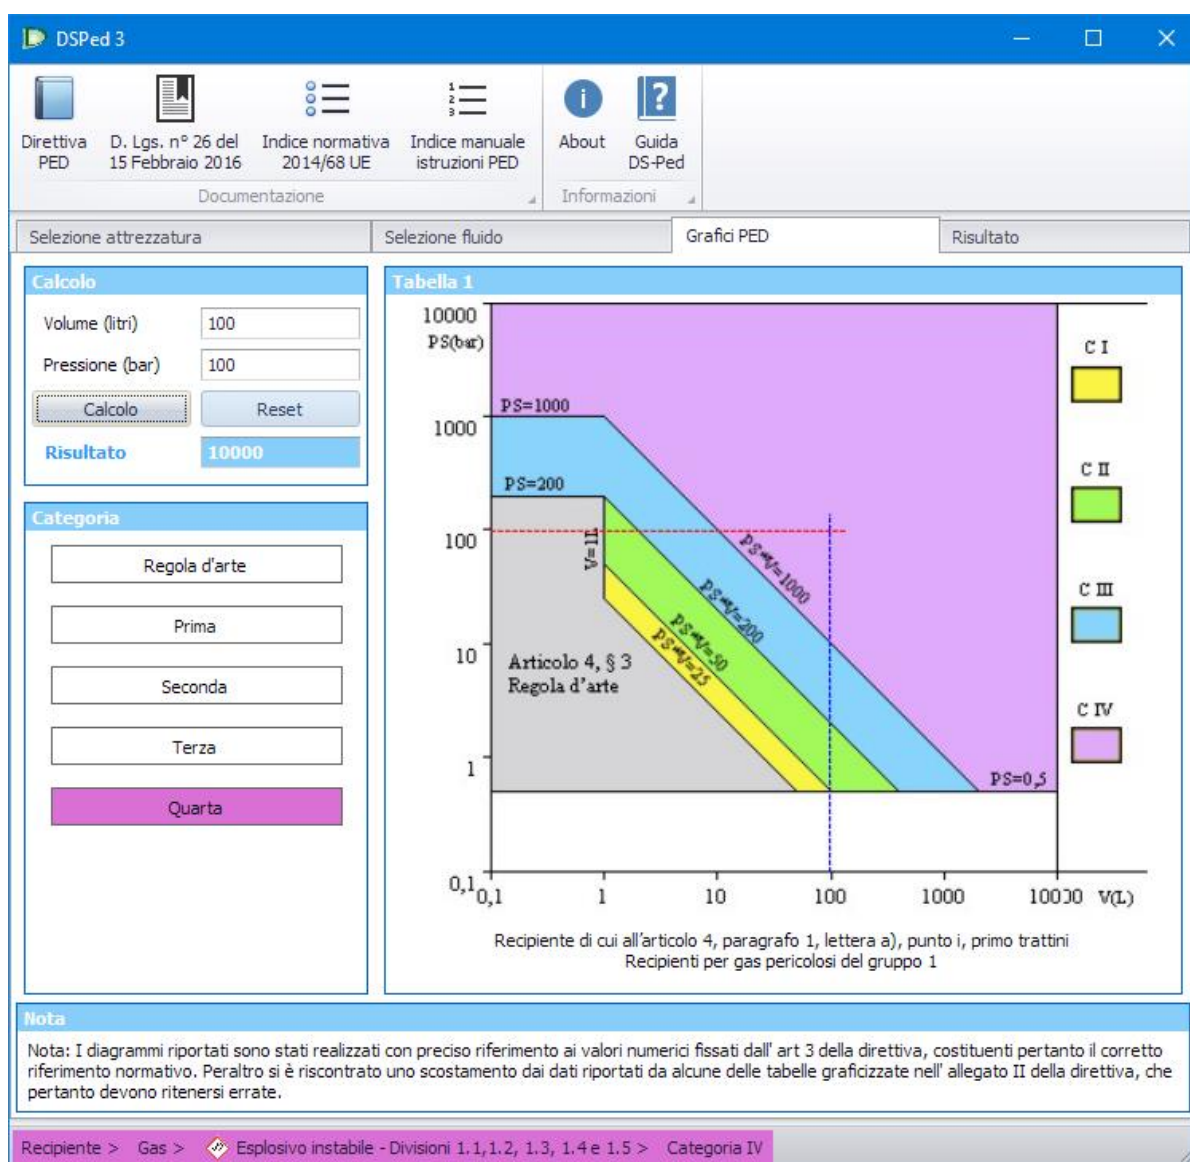 DSPed 3
Direttiva
PED
D. Lgs. n° 26 del
15 Febbraio 2016
Indice normativa
2014/68 UE
Indice manuale
istruzioni PED
About
Guida
DS-Ped
Documentazione
Informazioni
Selezione attrezzatura
Selezione fluido
Grafici PED
Risultato
Calcolo
Volume (litri)
100
Pressione (bar)
100
Calcolo
Reset
Risultato
10000
Categoria
Regola d'arte
Prima
Seconda
Terza
Quarta
Tabella 1
10000
PS(bar)
1000
100
10
1
0,1
PS=1000
PS=200
V=1L
PS*V=1000
PS*V=200
PS*V=50
PS*V=25
Articolo 4, § 3
Regola d'arte
PS=0,5
C I
C II
C III
C IV
0,1
1
10
100
1000
10000
V(L)
Recipiente di cui all'articolo 4, paragrafo 1, lettera a), punto i, primo trattini
Recipienti per gas pericolosi del gruppo 1
Nota
Nota: I diagrammi riportati sono stati realizzati con preciso riferimento ai valori numerici fissati dall' art 3 della direttiva, costituenti pertanto il corretto
riferimento normativo. Peraltro si è riscontrato uno scostamento dai dati riportati da alcune delle tabelle graficizzate nell' allegato II della direttiva, che
pertanto devono ritenersi errate.
Recipiente > Gas > Esplosivo instabile - Divisioni 1.1,1.2, 1.3, 1.4 e 1.5 > Categoria IV